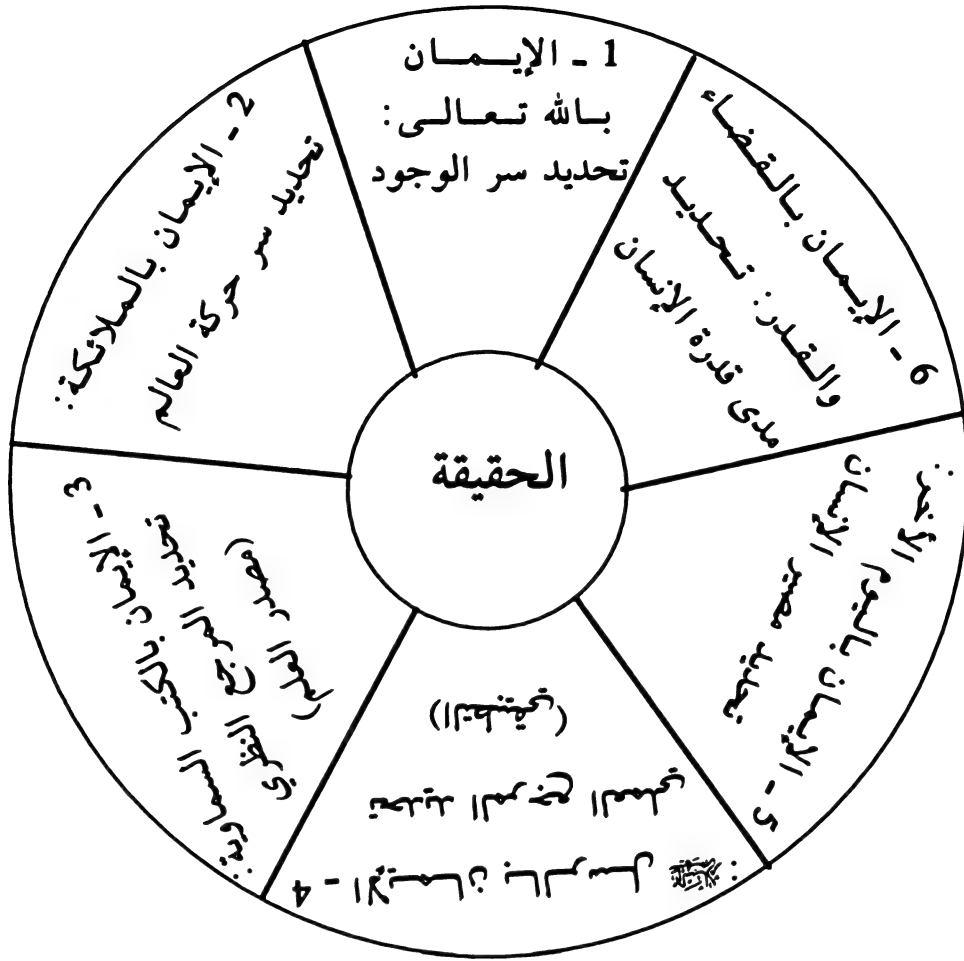 1 - الإيمان
بالله تعالى:
تحديد سر الوجود
2 - الإيمان بالملائكة:
تحديد سر حركة العالم
3 - الإيمان بالكتب السماوية:
تحديد المرجع النظري
(مصدر العلم)
4 - الإيمان بالرسل ﷺ:
تحديد المرجع العملي
(التطبيقي)
5 - الإيمان باليوم الأخر:
تحديد مصير الإنسان
6 - الإيمان بالقضاء
والقدر: تحديد
مدى قدرة الإنسان
الحقيقة